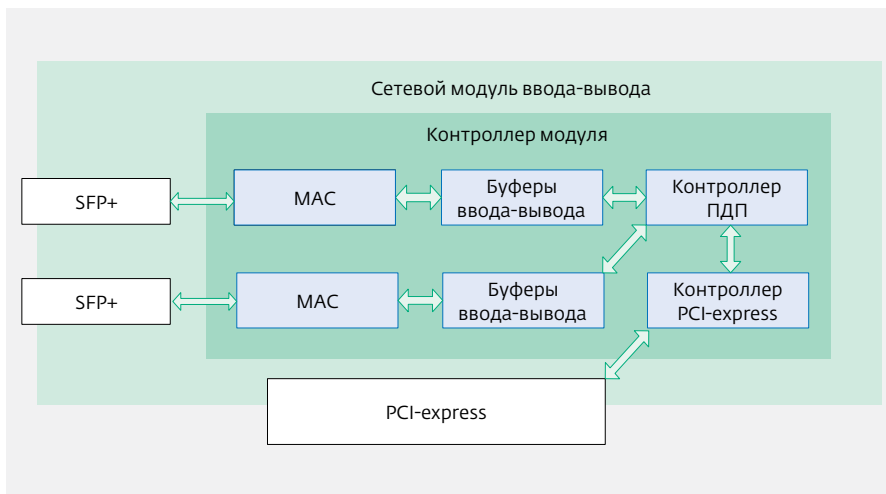 Сетевой модуль ввода-вывода
Контроллер модуля
SFP+
MAC
Буферы
ввода-вывода
Контроллер
ПДП
SFP+
MAC
Буферы
ввода-вывода
Контроллер
PCI-express
PCI-express